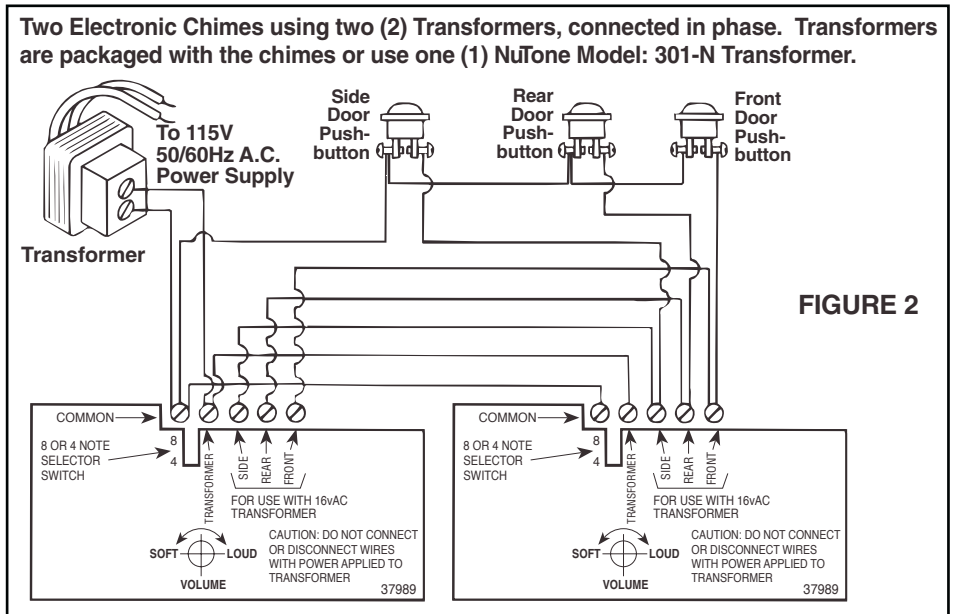 Two Electronic Chimes using two (2) Transformers, connected in phase. Transformers
are packaged with the chimes or use one (1) NuTone Model: 301-N Transformer.
Side
Door
Push-
button
Rear
Door
Push-
button
Front
Door
Push-
button
To 115V
50/60Hz A.C.
Power Supply
Transformer
FIGURE 2
COMMON
8 OR 4 NOTE
SELECTOR
SWITCH
8
4
TRANSFORMER
SIDE
REAR
FRONT
FOR USE WITH 16vAC
TRANSFORMER
SOFT
LOUD
VOLUME
CAUTION: DO NOT CONNECT
OR DISCONNECT WIRES
WITH POWER APPLIED TO
TRANSFORMER
37989
COMMON
8 OR 4 NOTE
SELECTOR
SWITCH
8
4
TRANSFORMER
SIDE
REAR
FRONT
FOR USE WITH 16vAC
TRANSFORMER
SOFT
LOUD
VOLUME
CAUTION: DO NOT CONNECT
OR DISCONNECT WIRES
WITH POWER APPLIED TO
TRANSFORMER
37989